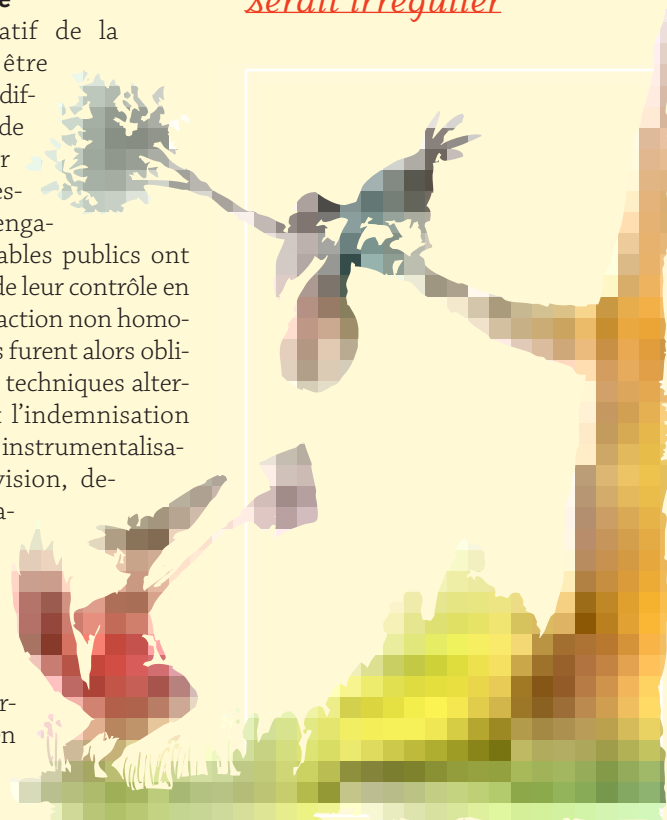 atif de la
être
dif-
de
r
es-
enga-
ables publics ont
de leur contrôle en
action non homo-
s furent alors obli-
techniques alter-
l’indemnisation
instrumentalisa-
vision, de-
a-
r-
n
serait irrégulier